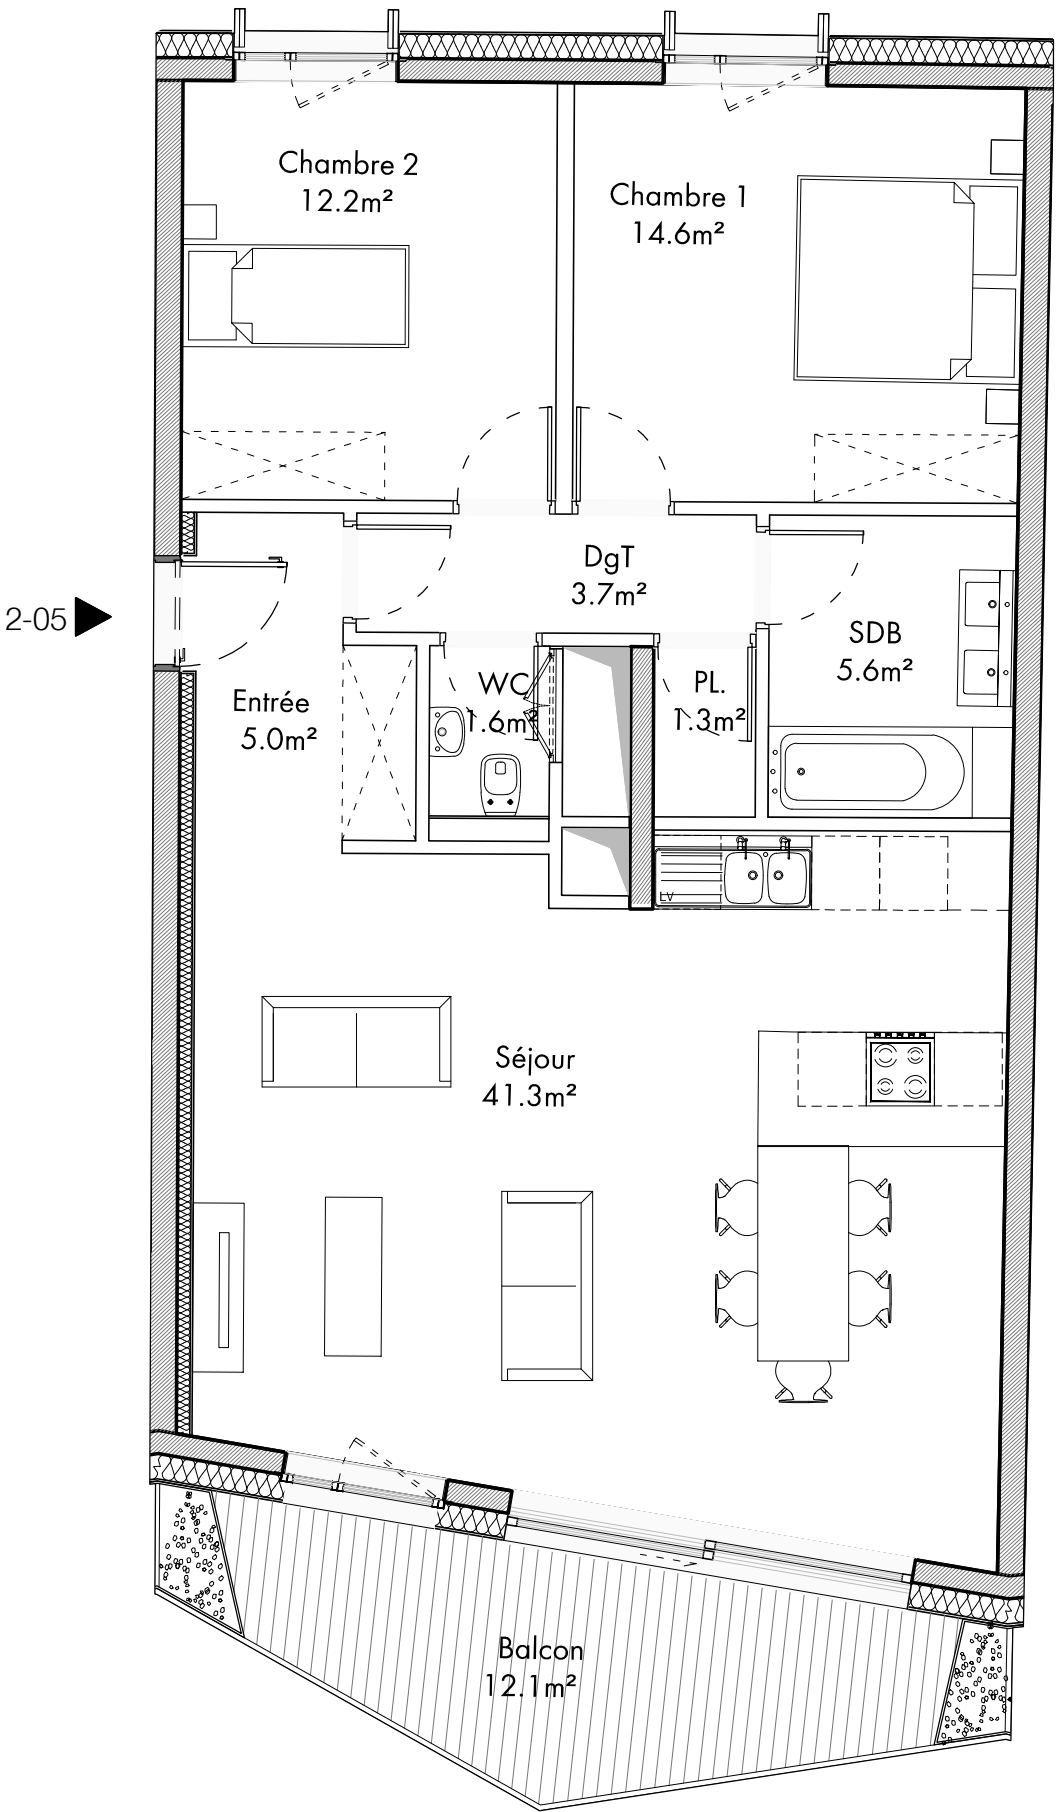 Chambre 2
12.2m²
Chambre 1
14.6m²
DgT
3.7m²
2-05
SDB
5.6m²
WC
1.6m²
PL.
1.3m²
Entrée
5.0m²
LV
Séjour
41.3m²
Balcon
12.1m²